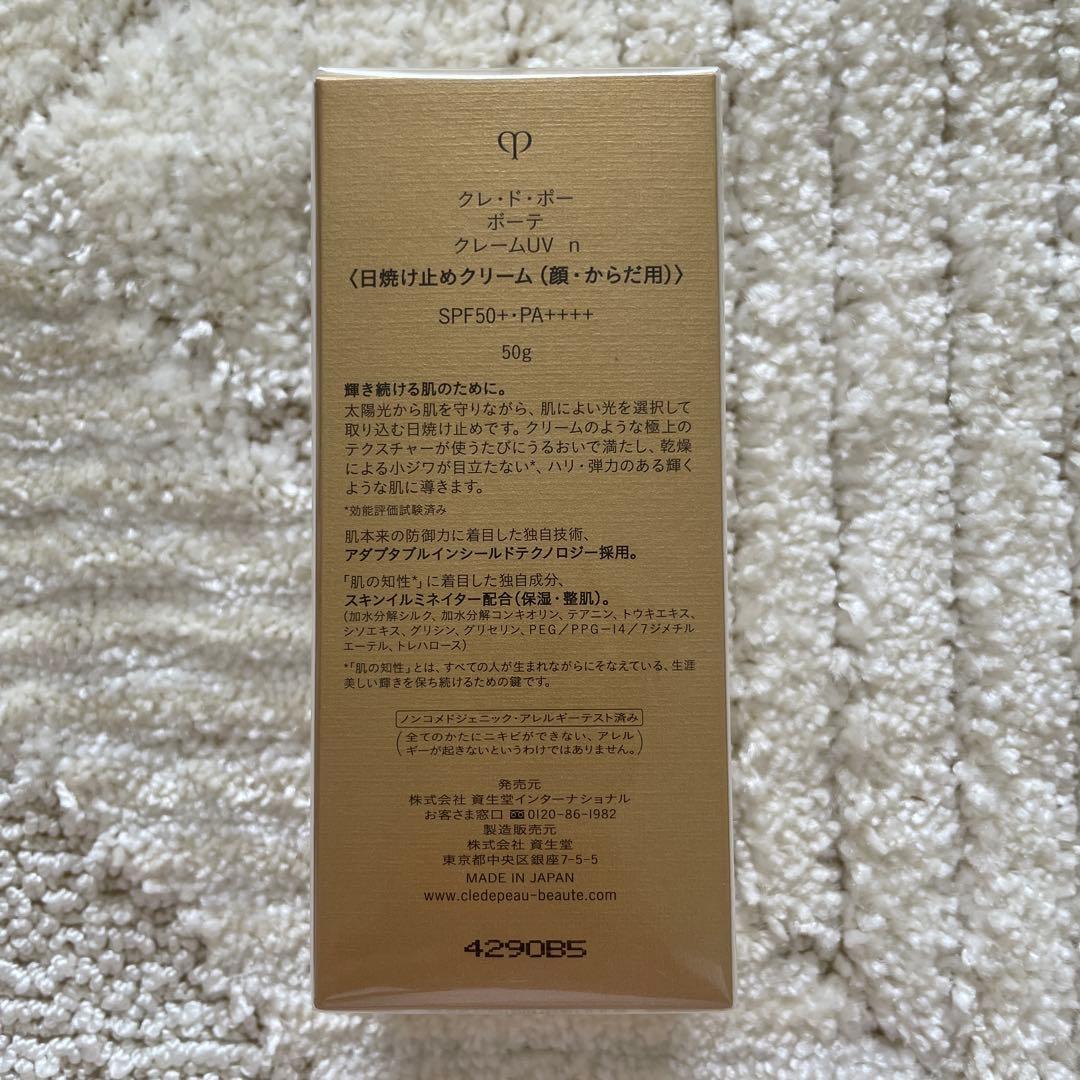 クレ・ド・ポー
ボーテ
クレームUV n
〈日焼け止めクリーム（顔・からだ用）〉
SPF50+・PA++++
50g
輝き続ける肌のために。
太陽光から肌を守りながら、肌によい光を選択して
取り込む日焼け止めです。クリームのような極上の
テクスチャーが使うたびにうるおいで満たし、乾燥
による小ジワが目立たない*、ハリ・弾力のある輝く
ような肌に導きます。
*効能評価試験済み
肌本来の防御力に着目した独自技術、
アダプタブルインシールドテクノロジー採用。
「肌の知性*」に着目した独自成分、
スキンイルミネイター配合（保湿・整肌）。
（加水分解シルク、加水分解コンキオリン、テアニン、トウキエキス、
シソエキス、グリシン、グリセリン、PEG／PPG-14／7ジメチル
エーテル、トレハロース）
*「肌の知性」とは、すべての人が生まれながらにそなえている、生涯
美しい輝きを保ち続けるための鍵です。
ノンコメドジェニック・アレルギーテスト済み
（全てのかたにニキビができない、アレル
ギーが起きないというわけではありません。）
発売元
株式会社 資生堂インターナショナル
お客さま窓口 0120-86-1982
製造販売元
株式会社 資生堂
東京都中央区銀座7-5-5
MADE IN JAPAN
www.cledepeau-beaute.com
4290B5